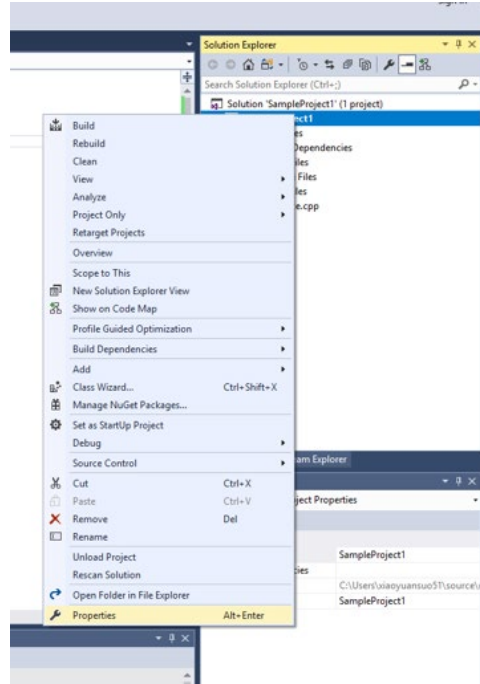 Solution Explorer
Search Solution Explorer (Ctrl+;)
Solution 'SampleProject1' (1 project)
ect1
es
Dependencies
iles
Files
les
e.cpp
Build
Rebuild
Clean
View
Analyze
Project Only
Retarget Projects
Overview
Scope to This
New Solution Explorer View
Show on Code Map
Profile Guided Optimization
Build Dependencies
Add
Class Wizard... Ctrl+Shift+X
Manage NuGet Packages...
Set as StartUp Project
Debug
Source Control
Cut Ctrl+X
Paste Ctrl+V
Remove Del
Rename
Unload Project
Rescan Solution
Open Folder in File Explorer
Properties Alt+Enter
am Explorer
ject Properties
SampleProject1
cies
C:\Users\xiaoyuansuo51\source\
SampleProject1